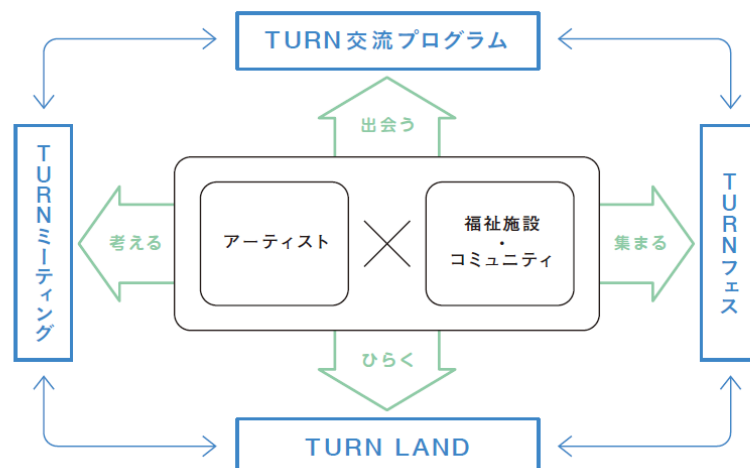 TURN交流プログラム
出会う
TURNミーティング
考える
アーティスト
福祉施設
・
コミュニティ
集まる
TURNフェス
ひらく
TURN LAND